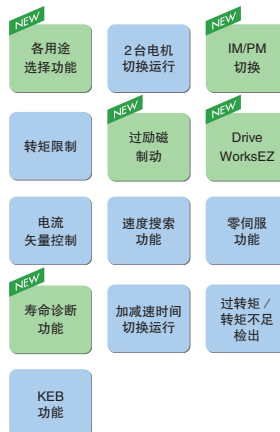 NEW
各用途
选择功能
2台电机
切换运行
NEW
IM/PM
切换
转矩限制
NEW
过励磁
制动
NEW
Drive
WorksEZ
电流
矢量控制
速度搜索
功能
零伺服
功能
NEW
寿命诊断
功能
加减速时间
切换运行
过转矩／
转矩不足
检出
KEB
功能